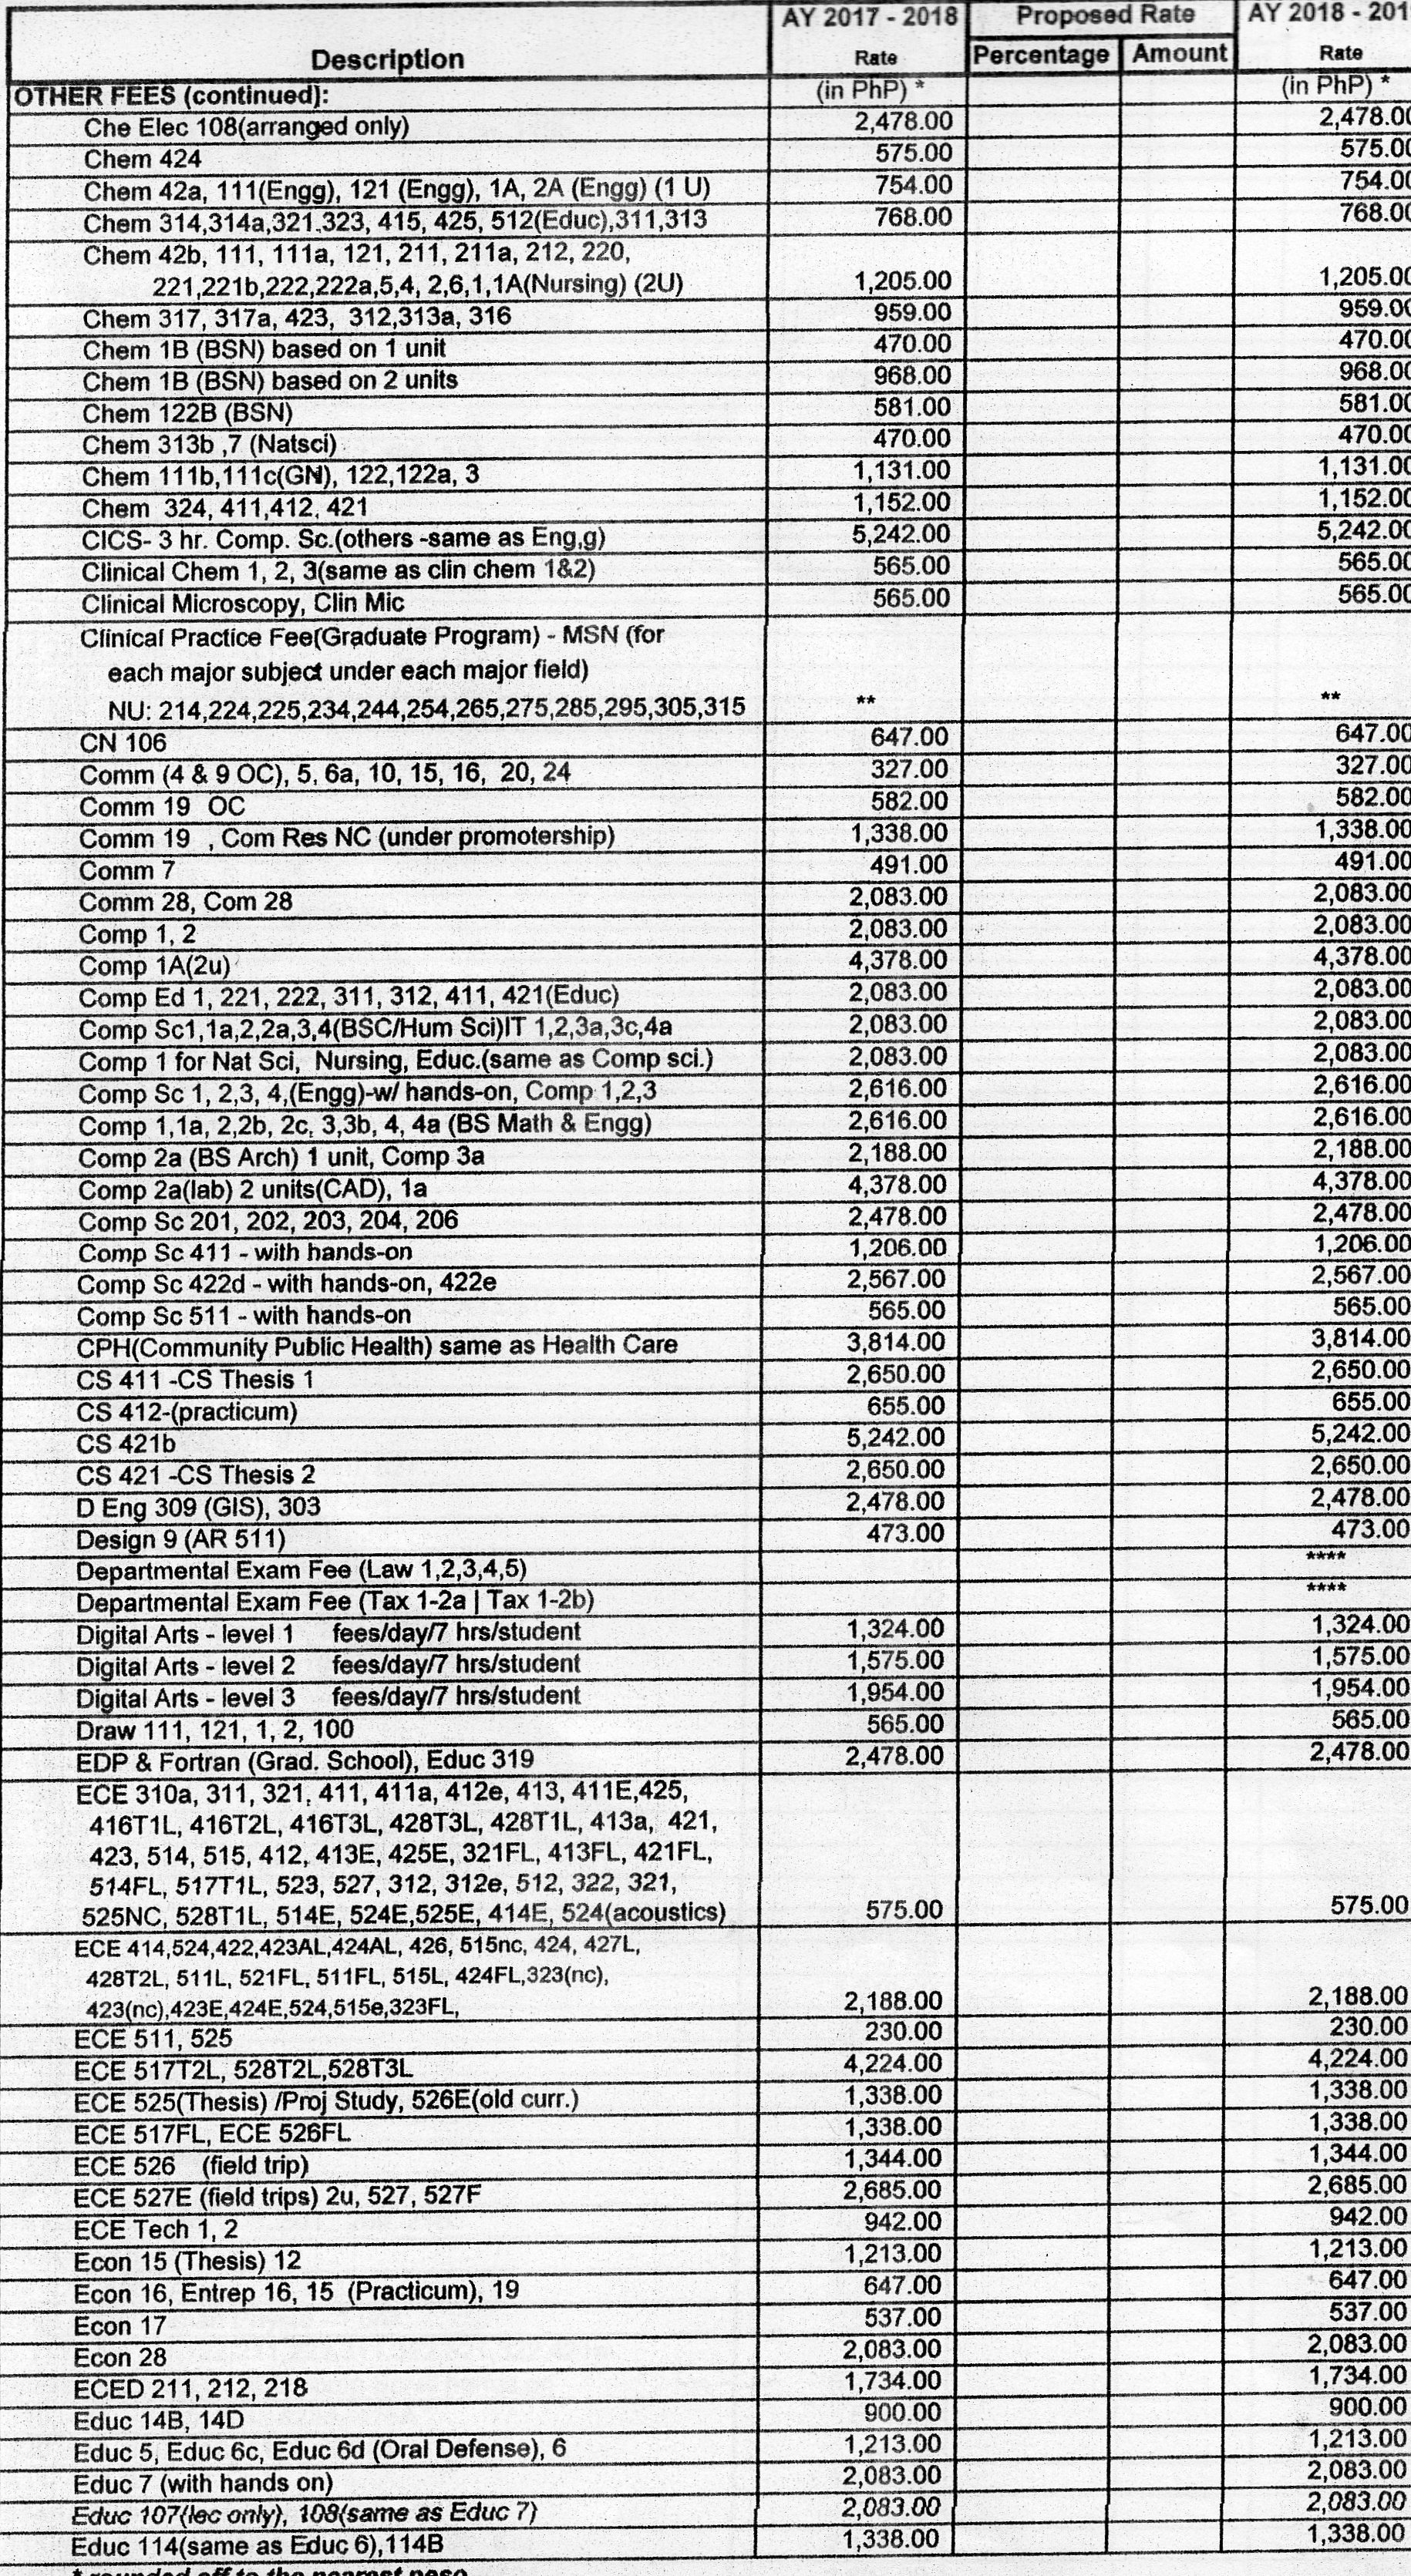 Description AY 2017 - 2018 Proposed Rate AY 2018 - 201
Rate Percentage Amount Rate
OTHER FEES (continued): (in PhP) * (in PhP) *
Che Elec 108(arranged only) 2,478.00 2,478.00
Chem 424 575.00 575.00
Chem 42a, 111(Engg), 121 (Engg), 1A, 2A (Engg) (1 U) 754.00 754.00
Chem 314,314a,321,323, 415, 425, 512(Educ),311,313 768.00 768.00
Chem 42b, 111, 111a, 121, 211, 211a, 212, 220,
221,221b,222,222a,5,4, 2,6,1,1A(Nursing) (2U) 1,205.00 1,205.00
Chem 317, 317a, 423, 312,313a, 316 959.00 959.00
Chem 1B (BSN) based on 1 unit 470.00 470.00
Chem 1B (BSN) based on 2 units 968.00 968.00
Chem 122B (BSN) 581.00 581.00
Chem 313b ,7 (Natsci) 470.00 470.00
Chem 111b,111c(GN), 122,122a, 3 1,131.00 1,131.00
Chem 324, 411,412, 421 1,152.00 1,152.00
CICS- 3 hr. Comp. Sc.(others -same as Eng,g) 5,242.00 5,242.00
Clinical Chem 1, 2, 3(same as clin chem 1&2) 565.00 565.00
Clinical Microscopy, Clin Mic 565.00 565.00
Clinical Practice Fee(Graduate Program) - MSN (for
each major subject under each major field)
NU: 214,224,225,234,244,254,265,275,285,295,305,315 ** **
CN 106 647.00 647.00
Comm (4 & 9 OC), 5, 6a, 10, 15, 16, 20, 24 327.00 327.00
Comm 19 OC 582.00 582.00
Comm 19 , Com Res NC (under promotership) 1,338.00 1,338.00
Comm 7 491.00 491.00
Comm 28, Com 28 2,083.00 2,083.00
Comp 1, 2 2,083.00 2,083.00
Comp 1A(2u) 4,378.00 4,378.00
Comp Ed 1, 221, 222, 311, 312, 411, 421(Educ) 2,083.00 2,083.00
Comp Sc1,1a,2,2a,3,4(BSC/Hum Sci)IT 1,2,3a,3c,4a 2,083.00 2,083.00
Comp 1 for Nat Sci, Nursing, Educ.(same as Comp sci.) 2,083.00 2,083.00
Comp Sc 1, 2,3, 4,(Engg)-w/ hands-on, Comp 1,2,3 2,616.00 2,616.00
Comp 1,1a, 2,2b, 2c, 3,3b, 4, 4a (BS Math & Engg) 2,616.00 2,616.00
Comp 2a (BS Arch) 1 unit, Comp 3a 2,188.00 2,188.00
Comp 2a(lab) 2 units(CAD), 1a 4,378.00 4,378.00
Comp Sc 201, 202, 203, 204, 206 2,478.00 2,478.00
Comp Sc 411 - with hands-on 1,206.00 1,206.00
Comp Sc 422d - with hands-on, 422e 2,567.00 2,567.00
Comp Sc 511 - with hands-on 565.00 565.00
CPH(Community Public Health) same as Health Care 3,814.00 3,814.00
CS 411 -CS Thesis 1 2,650.00 2,650.00
CS 412-(practicum) 655.00 655.00
CS 421b 5,242.00 5,242.00
CS 421 -CS Thesis 2 2,650.00 2,650.00
D Eng 309 (GIS), 303 2,478.00 2,478.00
Design 9 (AR 511) 473.00 473.00
Departmental Exam Fee (Law 1,2,3,4,5) ****
Departmental Exam Fee (Tax 1-2a | Tax 1-2b) ****
Digital Arts - level 1 fees/day/7 hrs/student 1,324.00 1,324.00
Digital Arts - level 2 fees/day/7 hrs/student 1,575.00 1,575.00
Digital Arts - level 3 fees/day/7 hrs/student 1,954.00 1,954.00
Draw 111, 121, 1, 2, 100 565.00 565.00
EDP & Fortran (Grad. School), Educ 319 2,478.00 2,478.00
ECE 310a, 311, 321, 411, 411a, 412e, 413, 411E,425,
416T1L, 416T2L, 416T3L, 428T3L, 428T1L, 413a, 421,
423, 514, 515, 412, 413E, 425E, 321FL, 413FL, 421FL,
514FL, 517T1L, 523, 527, 312, 312e, 512, 322, 321,
525NC, 528T1L, 514E, 524E,525E, 414E, 524(acoustics) 575.00 575.00
ECE 414,524,422,423AL,424AL, 426, 515nc, 424, 427L,
428T2L, 511L, 521FL, 511FL, 515L, 424FL,323(nc),
423(nc),423E,424E,524,515e,323FL, 2,188.00 2,188.00
ECE 511, 525 230.00 230.00
ECE 517T2L, 528T2L,528T3L 4,224.00 4,224.00
ECE 525(Thesis) /Proj Study, 526E(old curr.) 1,338.00 1,338.00
ECE 517FL, ECE 526FL 1,338.00 1,338.00
ECE 526 (field trip) 1,344.00 1,344.00
ECE 527E (field trips) 2u, 527, 527F 2,685.00 2,685.00
ECE Tech 1, 2 942.00 942.00
Econ 15 (Thesis) 12 1,213.00 1,213.00
Econ 16, Entrep 16, 15 (Practicum), 19 647.00 647.00
Econ 17 537.00 537.00
Econ 28 2,083.00 2,083.00
ECED 211, 212, 218 1,734.00 1,734.00
Educ 14B, 14D 900.00 900.00
Educ 5, Educ 6c, Educ 6d (Oral Defense), 6 1,213.00 1,213.00
Educ 7 (with hands on) 2,083.00 2,083.00
Educ 107(lec only), 108(same as Educ 7) 2,083.00 2,083.00
Educ 114(same as Educ 6),114B 1,338.00 1,338.00
* rounded off to the nearest peso